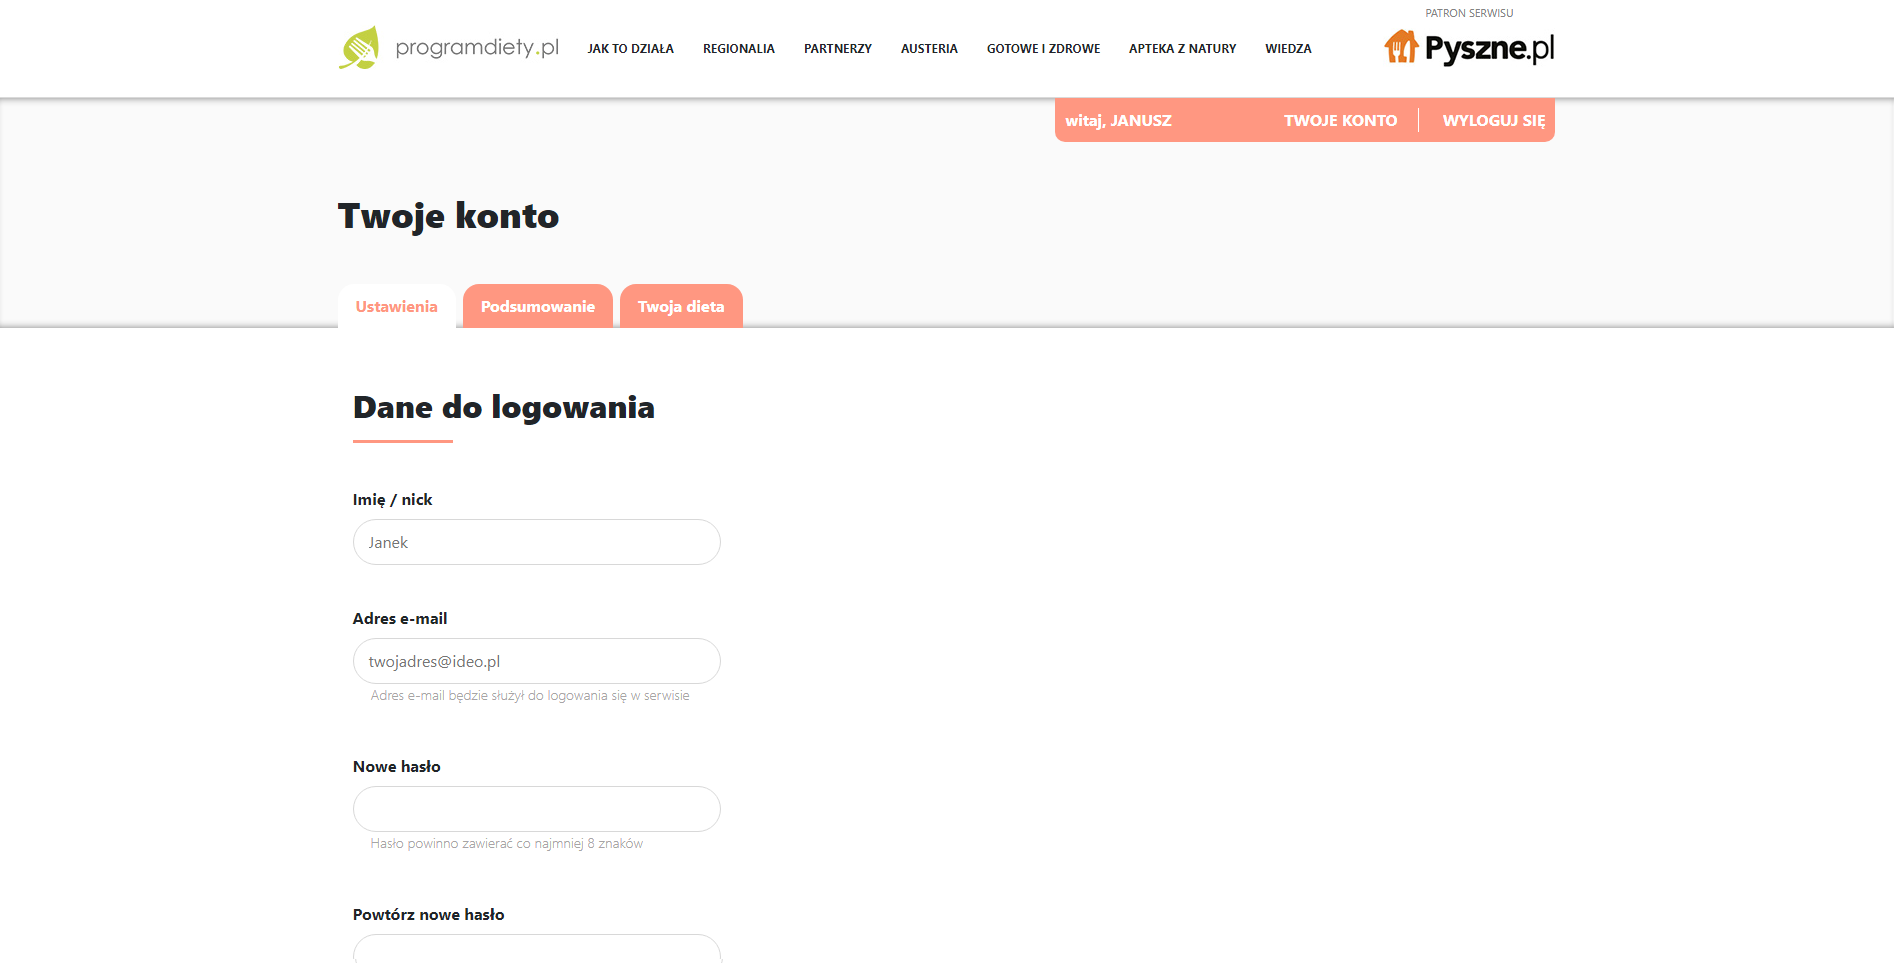 PATRON SERWISU
programdiety.pl JAK TO DZIAŁA REGIONALIA PARTNERZY AUSTERIA GOTOWE I ZDROWE APTEKA Z NATURY WIEDZA Pyszne.pl
witaj, JANUSZ TWOJE KONTO WYLOGUJ SIĘ
Twoje konto
Ustawienia Podsumowanie Twoja dieta
Dane do logowania
Imię / nick
Janek
Adres e-mail
twojadres@ideo.pl
Adres e-mail będzie służył do logowania się w serwisie
Nowe hasło
Hasło powinno zawierać co najmniej 8 znaków
Powtórz nowe hasło